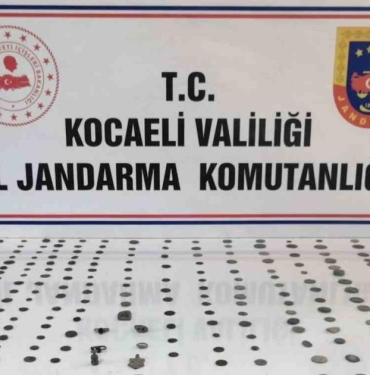 T.C.
KOCAELİ VALİLİĞİ
L JANDARMA KOMUTANLIĞ